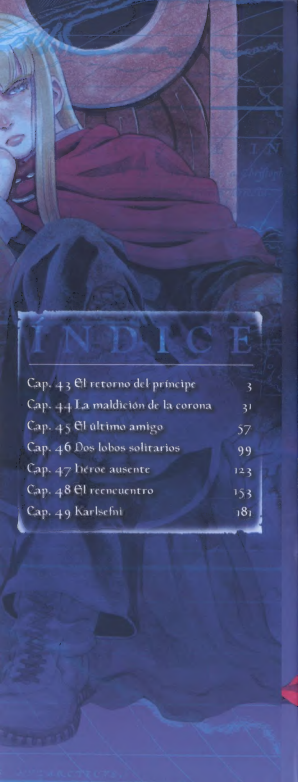 ÍNDICE
Cap. 43 El retorno del príncipe 3
Cap. 44 La maldición de la corona 31
Cap. 45 El último amigo 57
Cap. 46 Dos lobos solitarios 99
Cap. 47 Héroe ausente 123
Cap. 48 El reencuentro 153
Cap. 49 Karlsefni 181